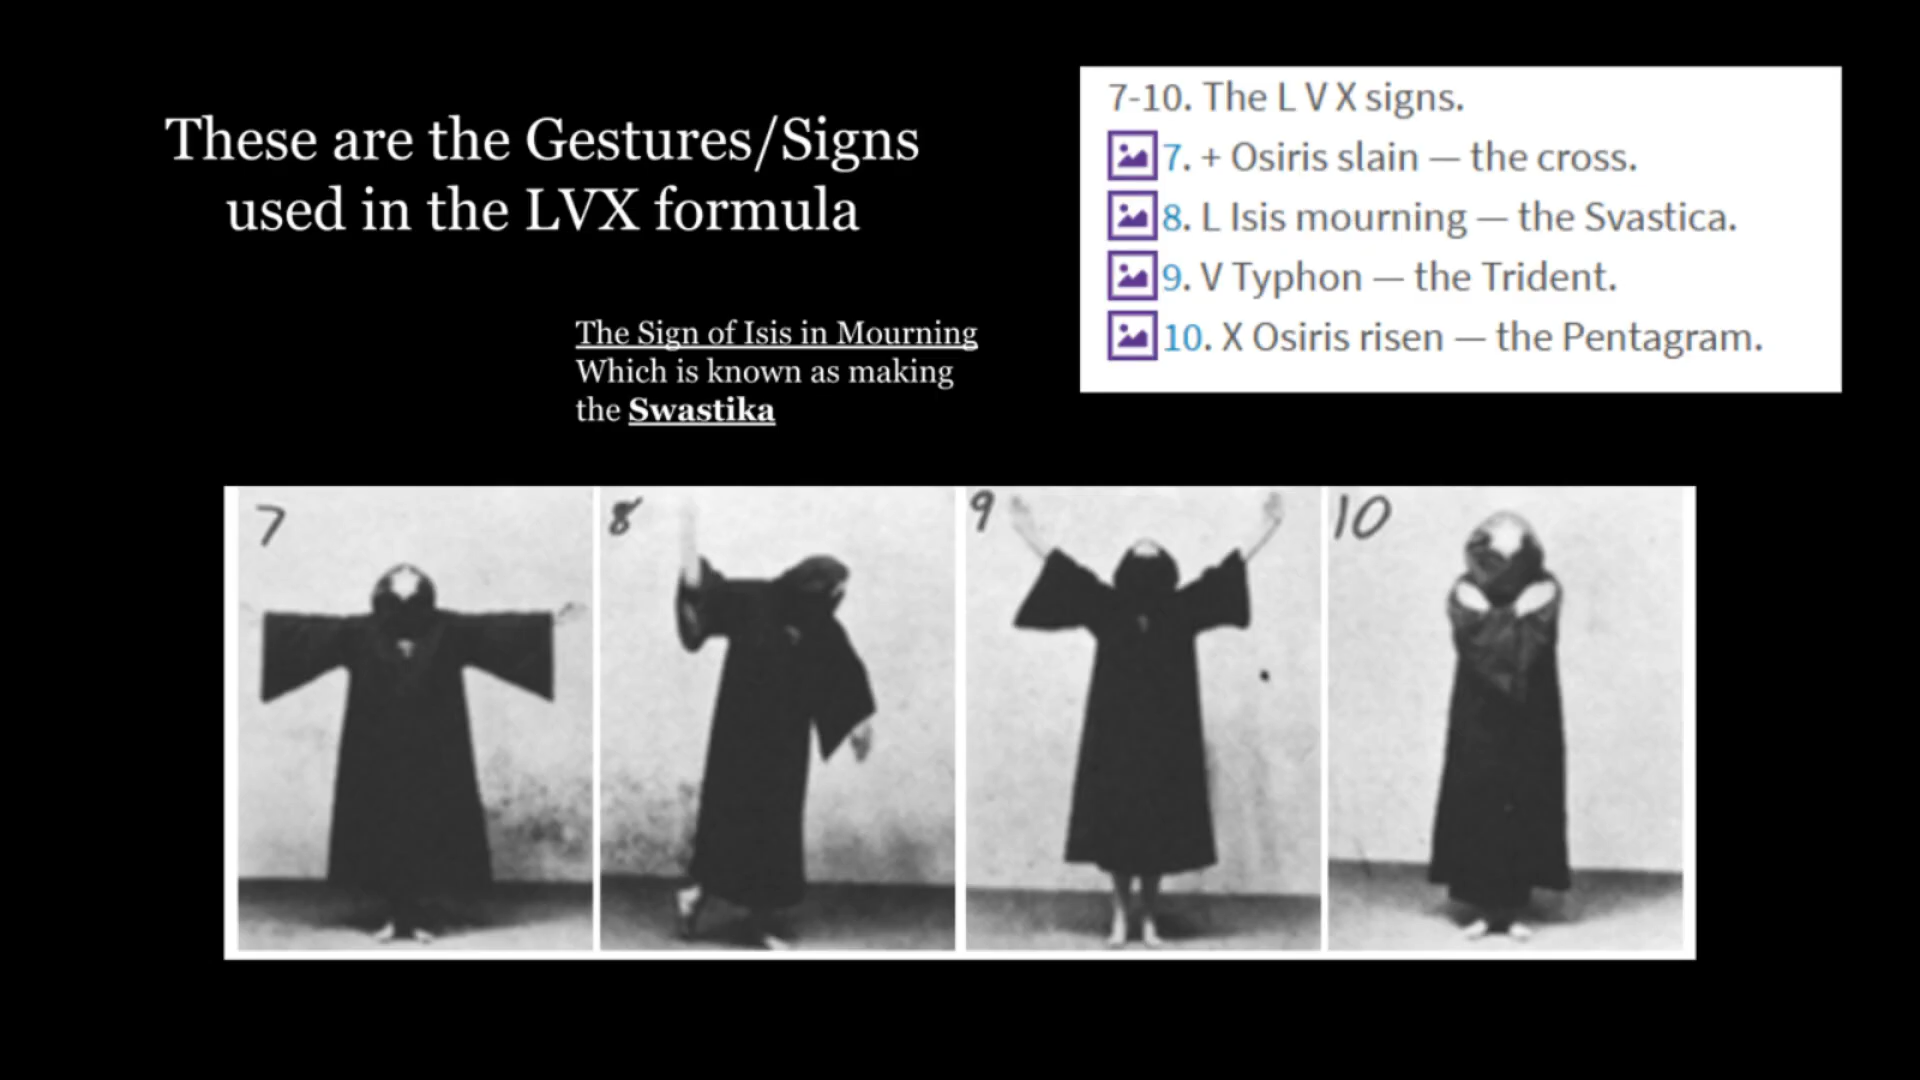 These are the Gestures/Signs
used in the LVX formula
The Sign of Isis in Mourning
Which is known as making
the Swastika
7-10. The L V X signs.
7. + Osiris slain — the cross.
8. L Isis mourning — the Svastica.
9. V Typhon — the Trident.
10. X Osiris risen — the Pentagram.
7
8
9
10